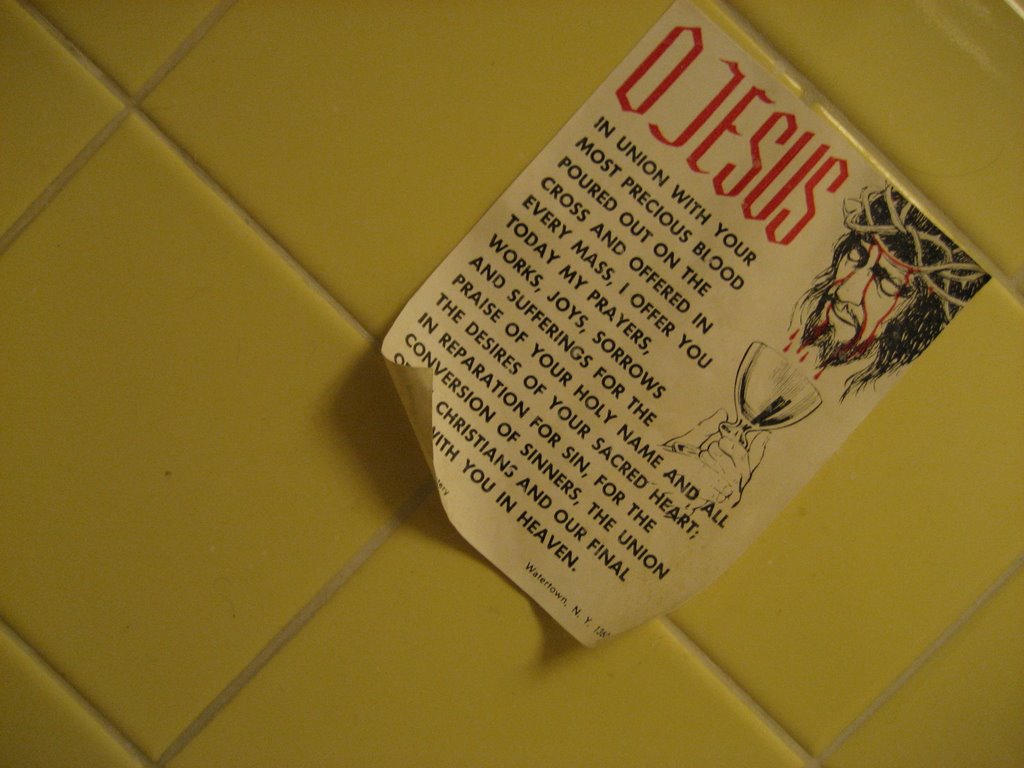 O JESUS
IN UNION WITH YOUR
MOST PRECIOUS BLOOD
POURED OUT ON THE
CROSS AND OFFERED IN
EVERY MASS, I OFFER YOU
TODAY MY PRAYERS,
WORKS, JOYS, SORROWS
AND SUFFERINGS FOR THE
PRAISE OF YOUR HOLY NAME AND ALL
THE DESIRES OF YOUR SACRED HEART;
IN REPARATION FOR SIN, FOR THE
CONVERSION OF SINNERS, THE UNION
CHRISTIANS AND OUR FINAL
WITH YOU IN HEAVEN.
Watertown, N. Y.